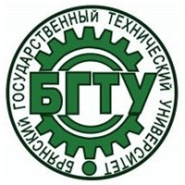 БРЯНСКИЙ ГОСУДАРСТВЕННЫЙ ТЕХНИЧЕСКИЙ УНИВЕРСИТЕТ
БГТУ